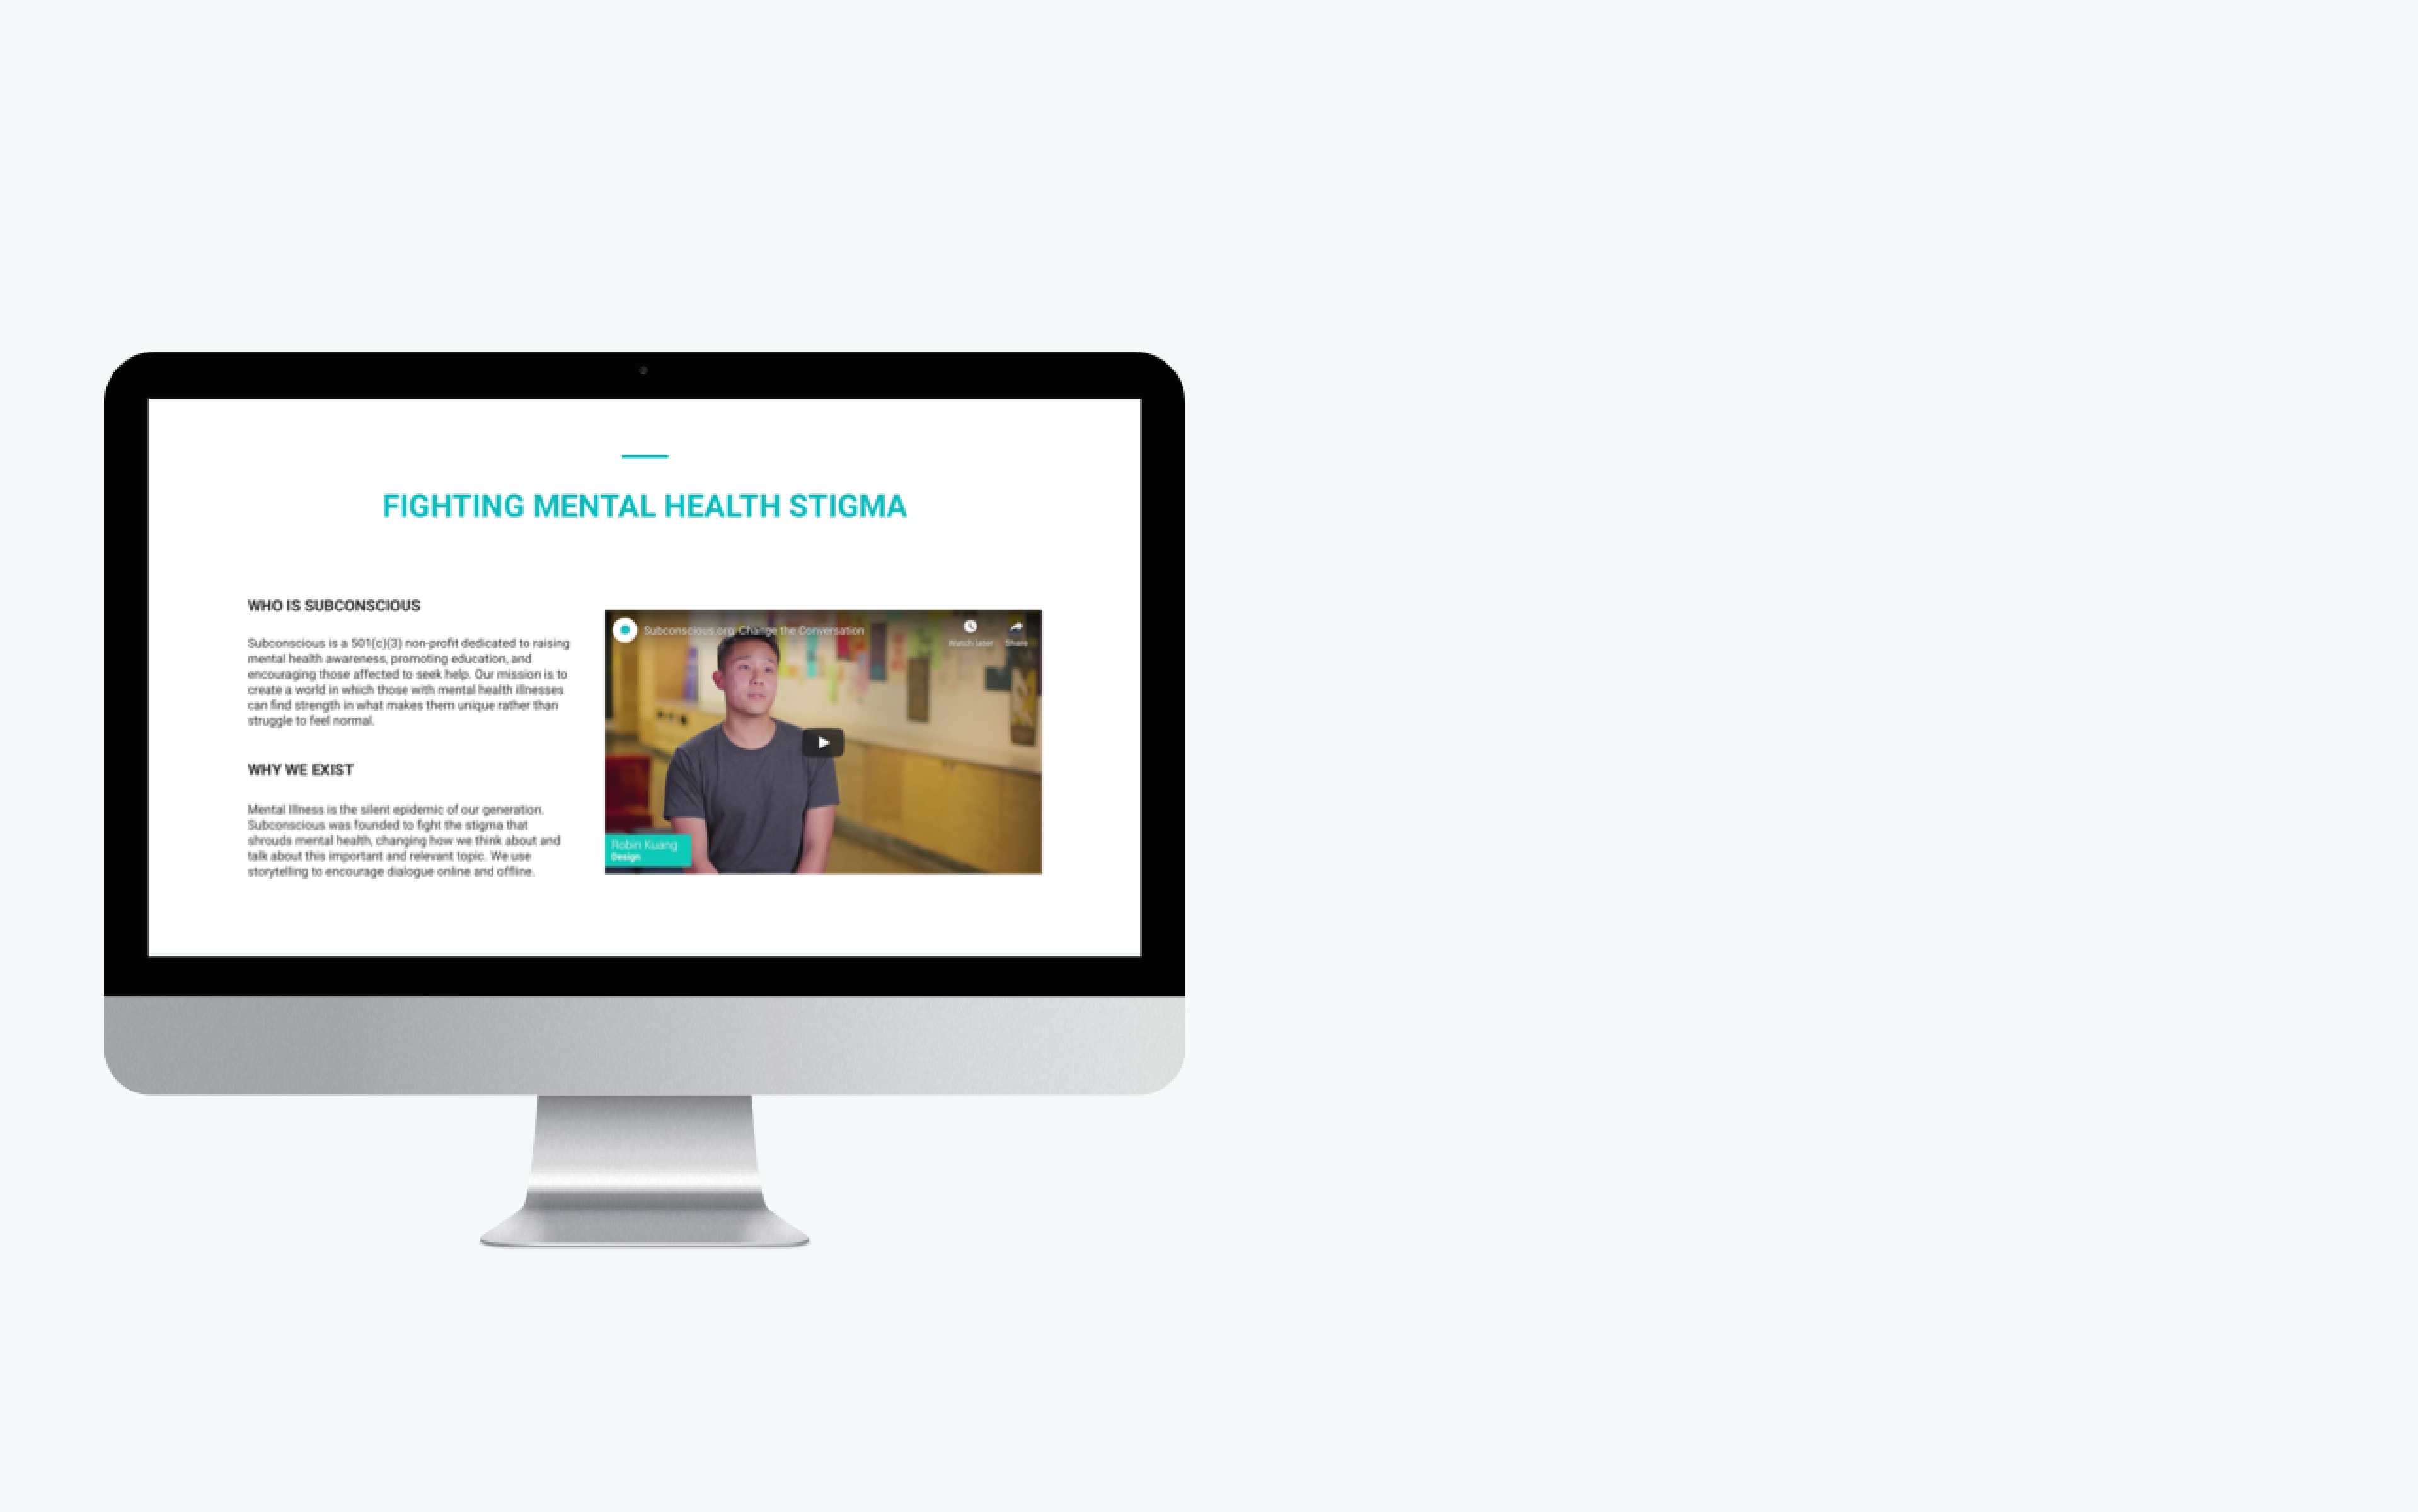 FIGHTING MENTAL HEALTH STIGMA
WHO IS SUBCONSCIOUS
Subconscious is a 501(c)(3) non-profit dedicated to raising
mental health awareness, promoting education, and
encouraging those affected to seek help. Our mission is to
create a world in which those with mental health illnesses
can find strength in what makes them unique rather than
struggle to feel normal.
WHY WE EXIST
Mental Illness is the silent epidemic of our generation.
Subconscious was founded to fight the stigma that
shrouds mental health, changing how we think about and
talk about this important and relevant topic. We use
storytelling to encourage dialogue online and offline.
Subconscious.org: Change the Conversation
Watch later
Share
Robin Kuang
Design